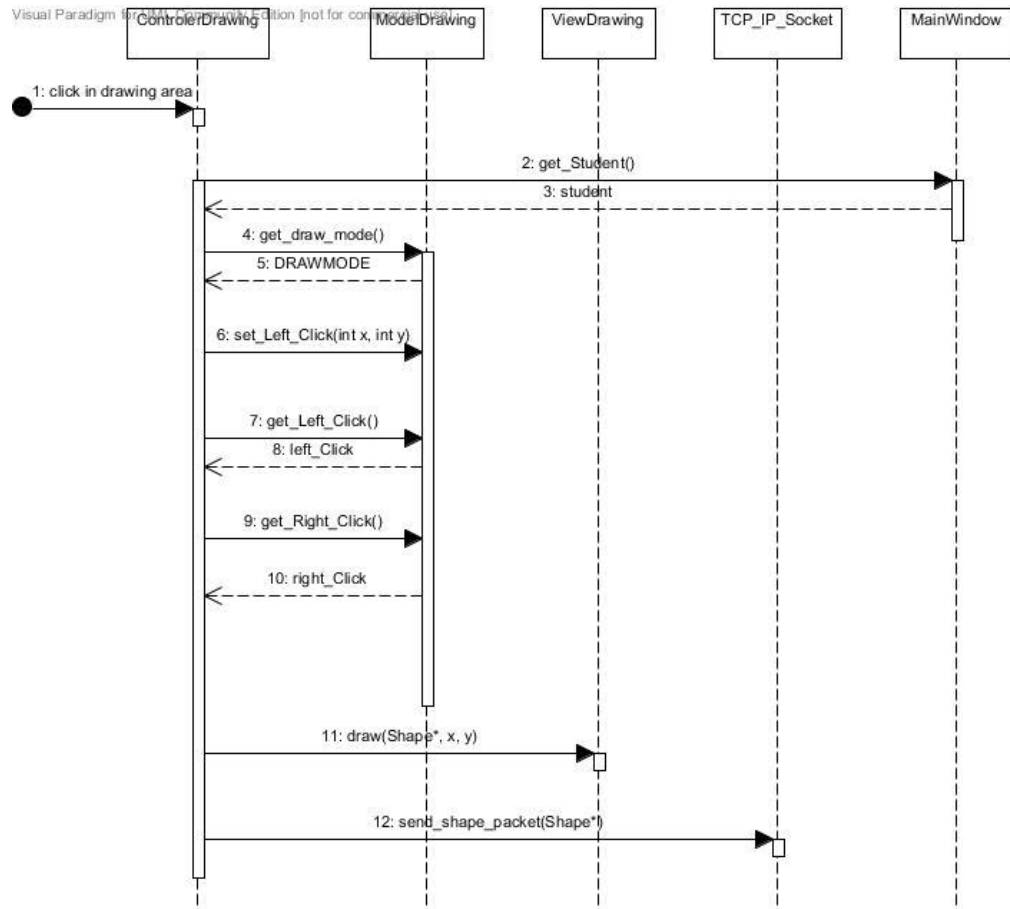 Visual Paradigm for UML Community Edition [not for commercial use]
ControlerDrawing
ModelDrawing
ViewDrawing
TCP_IP_Socket
MainWindow
1: click in drawing area
2: get_Student()
3: student
4: get_draw_mode()
5: DRAWMODE
6: set_Left_Click(int x, int y)
7: get_Left_Click()
8: left_Click
9: get_Right_Click()
10: right_Click
11: draw(Shape*, x, y)
12: send_shape_packet(Shape*)